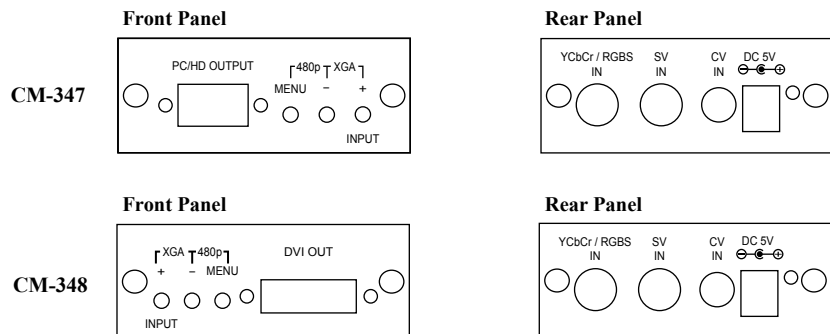 Front Panel
Rear Panel
CM-347
PC/HD OUTPUT
480p XGA
MENU − +
INPUT
YCbCr / RGBS IN
SV IN
CV IN
DC 5V
Front Panel
Rear Panel
CM-348
XGA 480p
+ − MENU
INPUT
DVI OUT
YCbCr / RGBS IN
SV IN
CV IN
DC 5V